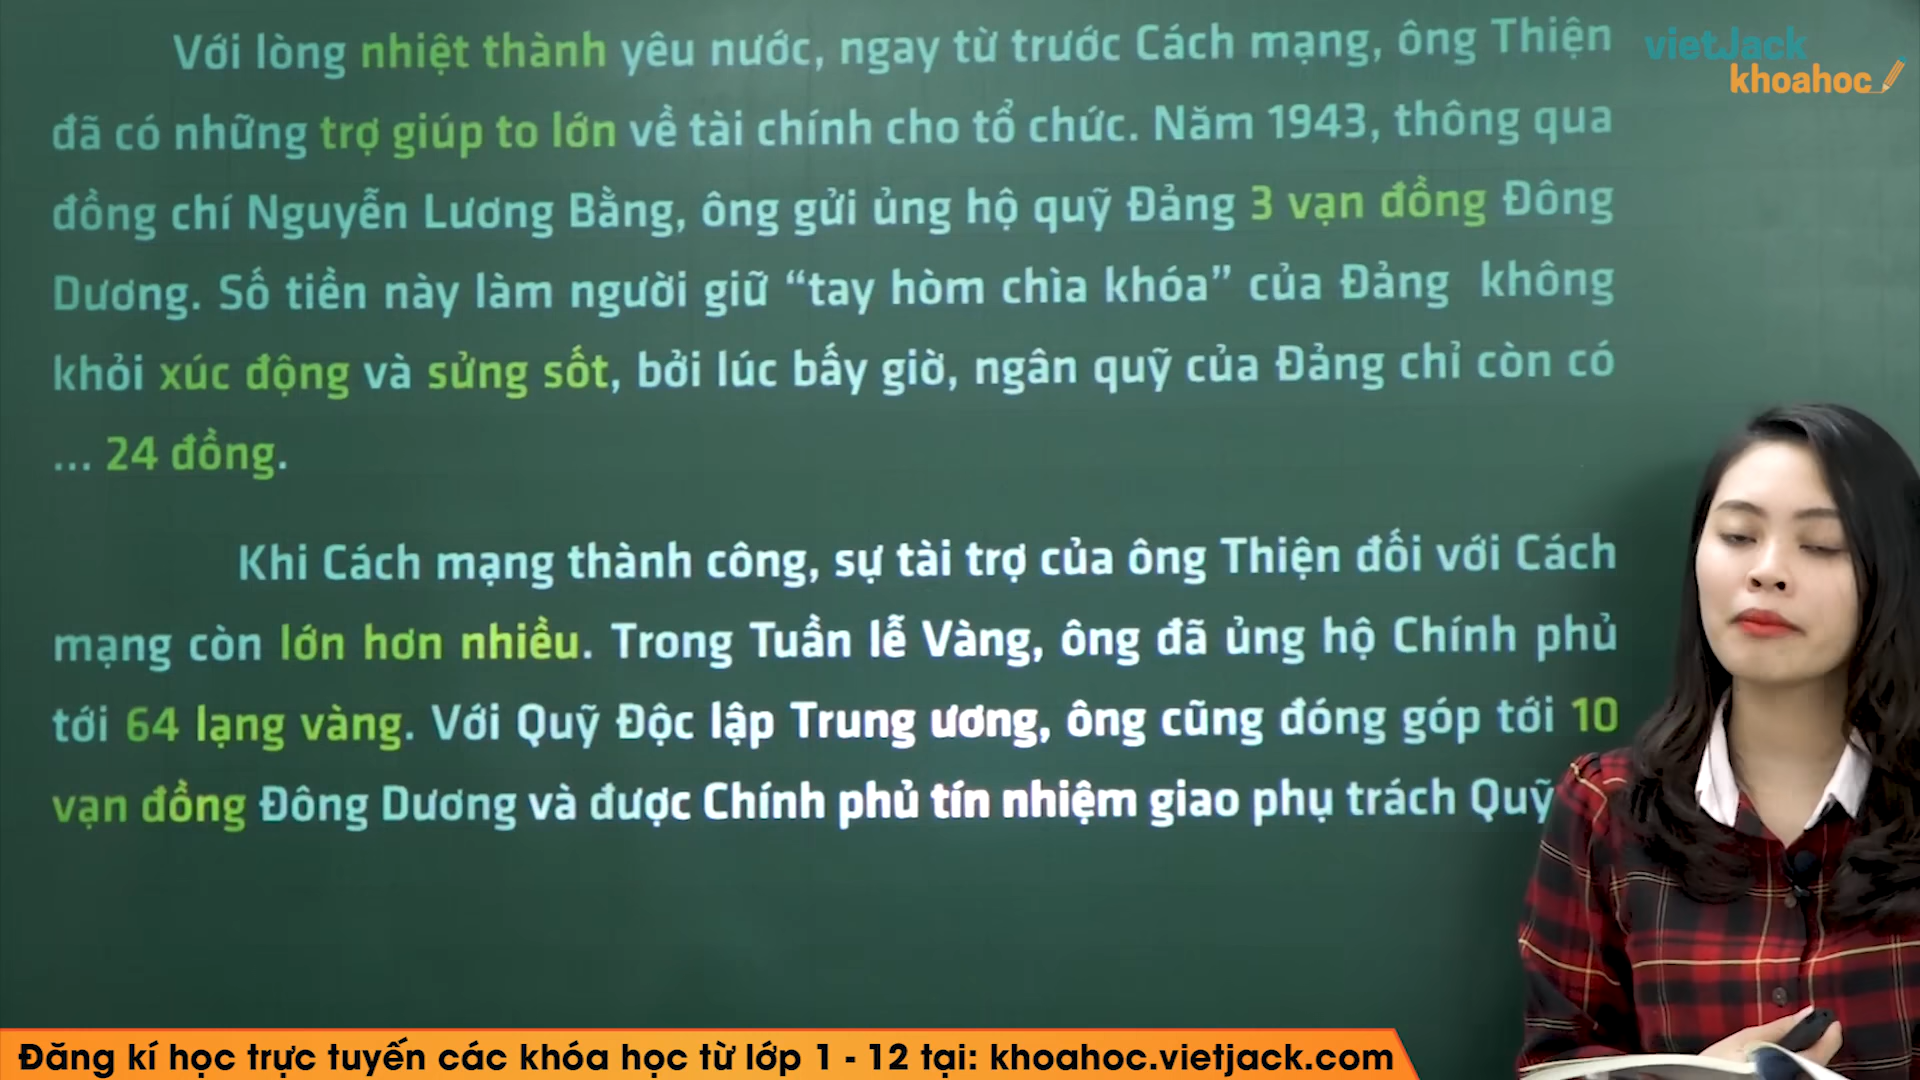 Với lòng nhiệt thành yêu nước, ngay từ trước Cách mạng, ông Thiện
đã có những trợ giúp to lớn về tài chính cho tổ chức. Năm 1943, thông qua
đồng chí Nguyễn Lương Bằng, ông gửi ủng hộ quỹ Đảng 3 vạn đồng Đông
Dương. Số tiền này làm người giữ “tay hòm chìa khóa” của Đảng không
khỏi xúc động và sửng sốt, bởi lúc bấy giờ, ngân quỹ của Đảng chỉ còn có
... 24 đồng.
Khi Cách mạng thành công, sự tài trợ của ông Thiện đối với Cách
mạng còn lớn hơn nhiều. Trong Tuần lễ Vàng, ông đã ủng hộ Chính phủ
tới 64 lạng vàng. Với Quỹ Độc lập Trung ương, ông cũng đóng góp tới 10
vạn đồng Đông Dương và được Chính phủ tín nhiệm giao phụ trách Quỹ
vietJack
khoahoc
Đăng kí học trực tuyến các khóa học từ lớp 1 - 12 tại: khoahoc.vietjack.com